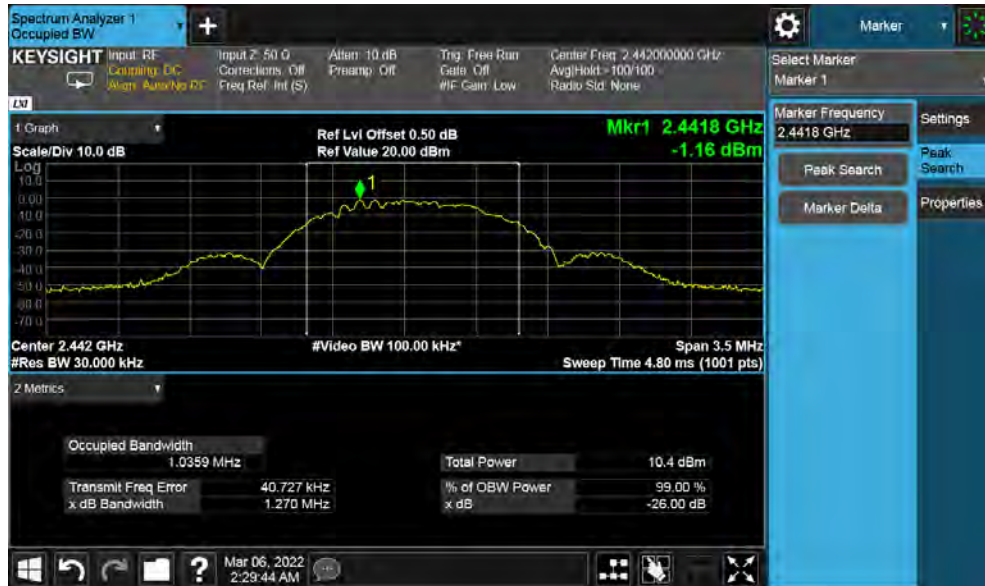 Spectrum Analyzer 1
Occupied BW
Marker
KEYSIGHT Input: RF
Coupling: DC
Align: Auto/No RF
Input Z: 50 Ω
Corrections: Off
Freq Ref: Int (S)
Atten: 10 dB
Preamp: Off
Trig: Free Run
Gate: Off
#IF Gain: Low
Center Freq: 2.442000000 GHz
Avg|Hold:>100/100
Radio Std: None
LXI
Select Marker
Marker 1
Marker Frequency
2.4418 GHz
Settings
Peak Search
Peak
Search
Marker Delta
Properties
1 Graph
Scale/Div 10.0 dB
Ref Lvl Offset 0.50 dB
Ref Value 20.00 dBm
Mkr1 2.4418 GHz
-1.16 dBm
Log
10.0
0.00
-10.0
-20.0
-30.0
-40.0
-50.0
-60.0
-70.0
1
Center 2.442 GHz
#Video BW 100.00 kHz*
Span 3.5 MHz
#Res BW 30.000 kHz
Sweep Time 4.80 ms (1001 pts)
2 Metrics
Occupied Bandwidth
1.0359 MHz
Total Power 10.4 dBm
Transmit Freq Error 40.727 kHz
% of OBW Power 99.00 %
x dB Bandwidth 1.270 MHz
x dB -26.00 dB
Mar 06, 2022
2:29:44 AM